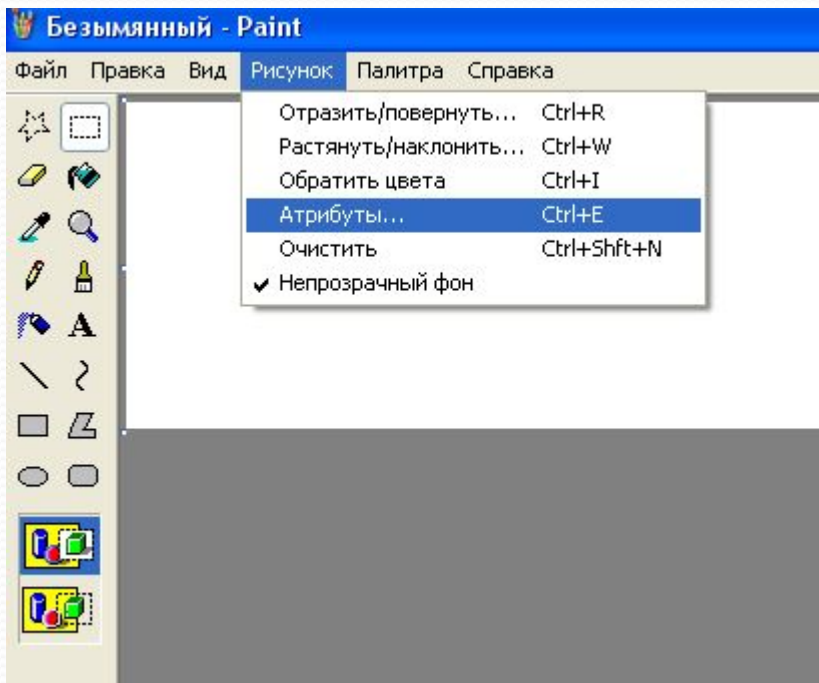 Безымянный - Paint
Файл Правка Вид Рисунок Палитра Справка
Отразить/повернуть... Ctrl+R
Растянуть/наклонить... Ctrl+W
Обратить цвета Ctrl+I
Атрибуты... Ctrl+E
Очистить Ctrl+Shft+N
Непрозрачный фон
A